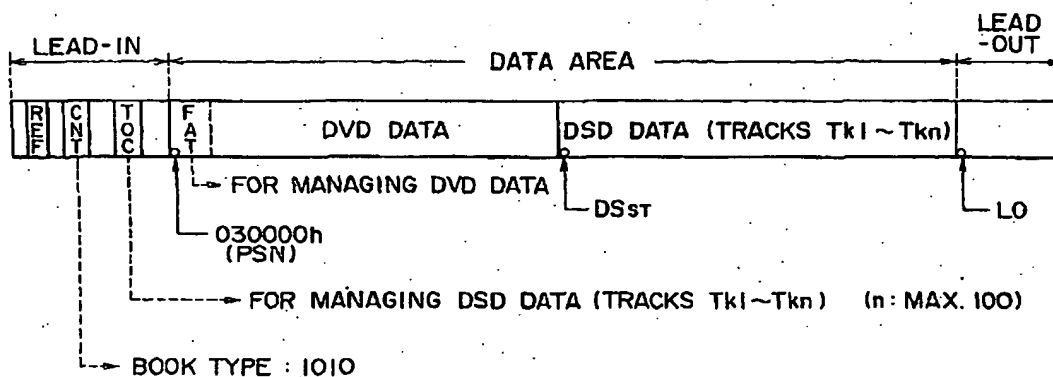 LEAD-IN
DATA AREA
LEAD
-OUT
REF
CNT
TOC
FAT
DVD DATA
DSD DATA (TRACKS Tk1~Tkn)
FOR MANAGING DVD DATA
DSST
LO
030000h
(PSN)
FOR MANAGING DSD DATA (TRACKS Tk1~Tkn) (n: MAX. 100)
BOOK TYPE : 1010